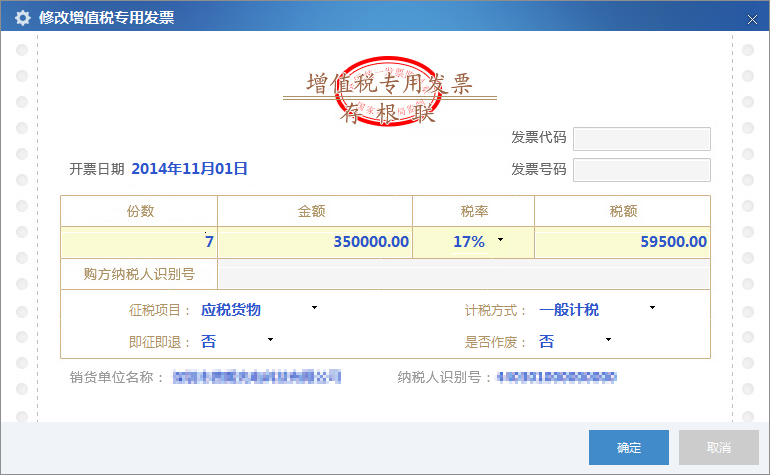 修改增值税专用发票
增值税专用发票
存根联
发票代码
开票日期 2014年11月01日 发票号码
份数 金额 税率 税额
7 350000.00 17% 59500.00
购方纳税人识别号
征税项目： 应税货物 计税方式： 一般计税
即征即退： 否 是否作废： 否
销货单位名称： 纳税人识别号：
确定 取消